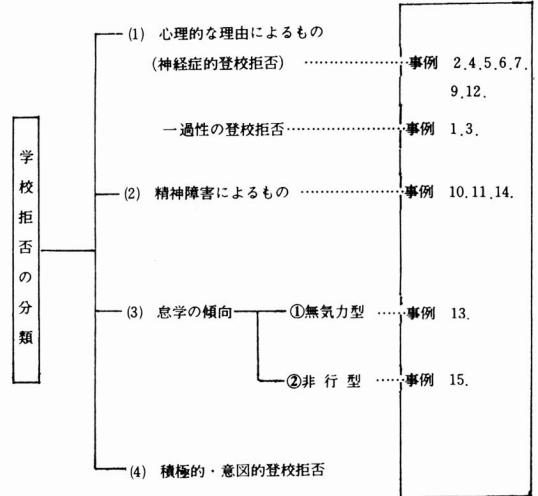 学校拒否の分類
(1) 心理的な理由によるもの
(神経症的登校拒否) ………… 事例 2.4.5.6.7.
9.12.
一過性の登校拒否………… 事例 1.3.
(2) 精神障害によるもの ………… 事例 10.11.14.
(3) 怠学の傾向 ①無気力型 …… 事例 13.
②非行型 …… 事例 15.
(4) 積極的・意図的登校拒否